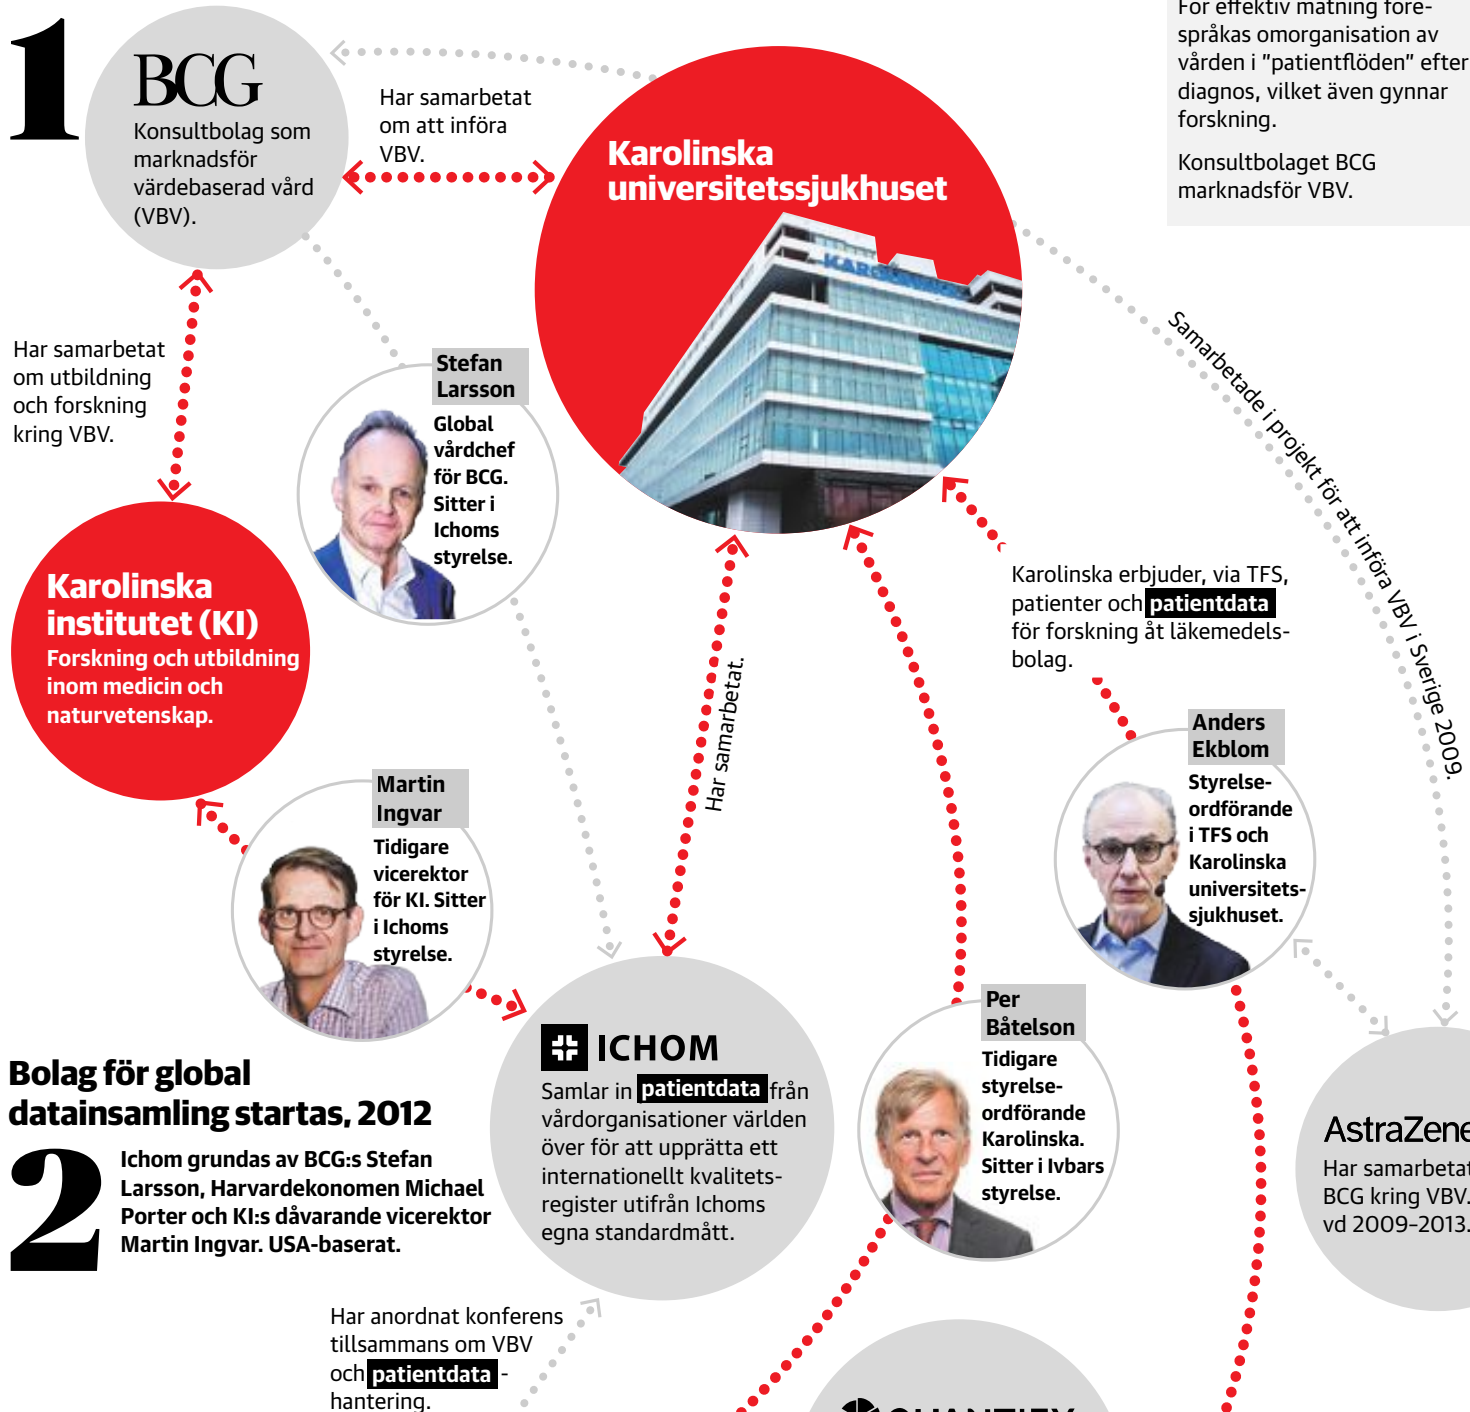 1
BCG
Konsultbolag som
marknadsför
värdebaserad vård
(VBV).
Har samarbetat
om att införa
VBV.
Karolinska
universitetssjukhuset
För effektiv mätning före-
språkas omorganisation av
vården i ”patientflöden” efter
diagnos, vilket även gynnar
forskning.
Konsultbolaget BCG
marknadsför VBV.
Har samarbetat
om utbildning
och forskning
kring VBV.
Stefan
Larsson
Global
vårdchef
för BCG.
Sitter i
Ichoms
styrelse.
Samarbetade i projekt för att införa VBV i Sverige 2009.
Karolinska
institutet (KI)
Forskning och utbildning
inom medicin och
naturvetenskap.
Karolinska erbjuder, via TFS,
patienter och patientdata
för forskning åt läkemedels-
bolag.
Har samarbetat.
Anders
Ekblom
Styrelse-
ordförande
i TFS och
Karolinska
universitets-
sjukhuset.
Martin
Ingvar
Tidigare
vicerektor
för KI. Sitter
i Ichoms
styrelse.
Bolag för global
datainsamling startas, 2012
2
Ichom grundas av BCG:s Stefan
Larsson, Harvardekonomen Michael
Porter och KI:s dåvarande vicerektor
Martin Ingvar. USA-baserat.
ICHOM
Samlar in patientdata från
vårdorganisationer världen
över för att upprätta ett
internationellt kvalitets-
register utifrån Ichoms
egna standardmått.
Per
Båtelson
Tidigare
styrelse-
ordförande
Karolinska.
Sitter i Ivbars
styrelse.
AstraZene
Har samarbetat
BCG kring VBV.
vd 2009–2013.
Har anordnat konferens
tillsammans om VBV
och patientdata -
hantering.